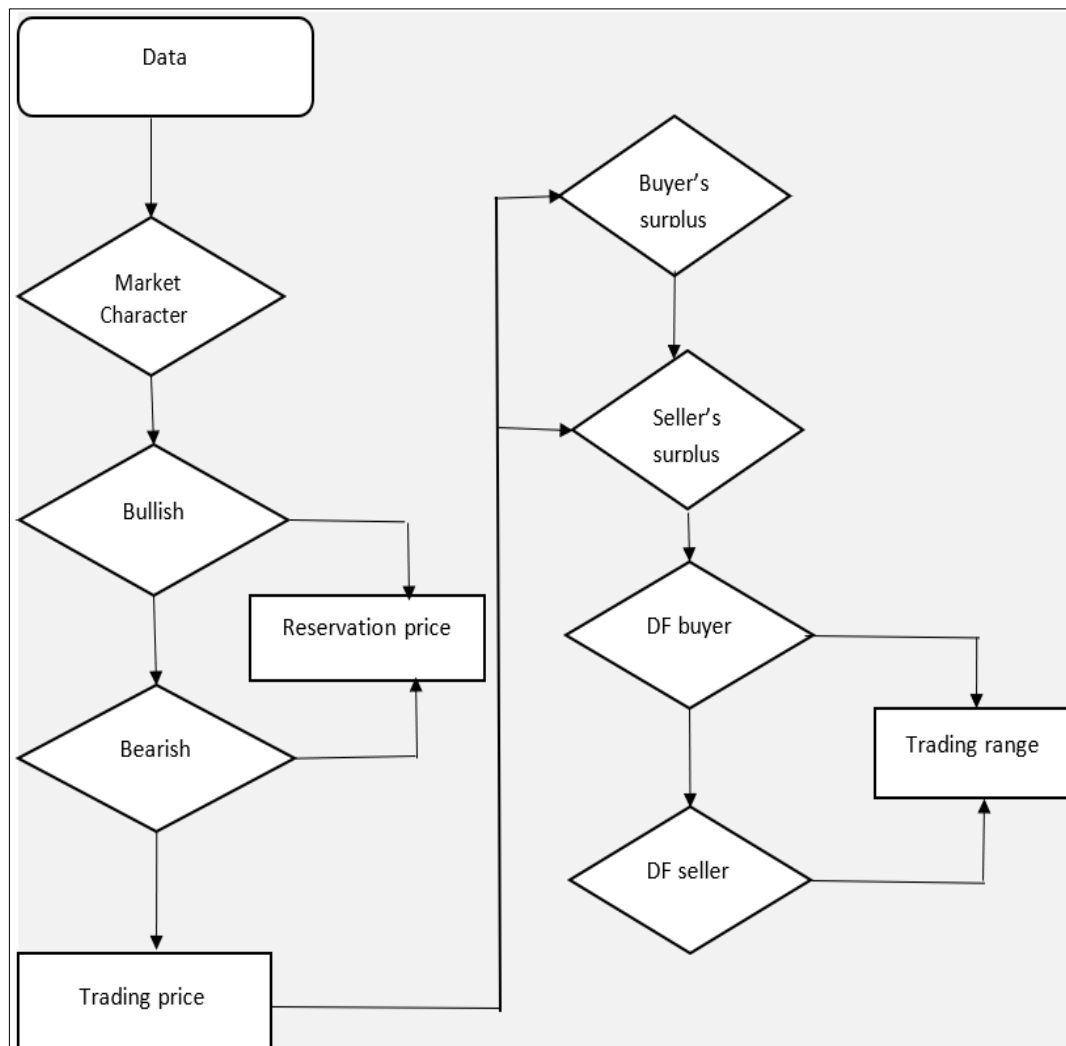 Data
Market
Character
Bullish
Reservation price
Bearish
Trading price
Buyer’s
surplus
Seller’s
surplus
DF buyer
Trading range
DF seller